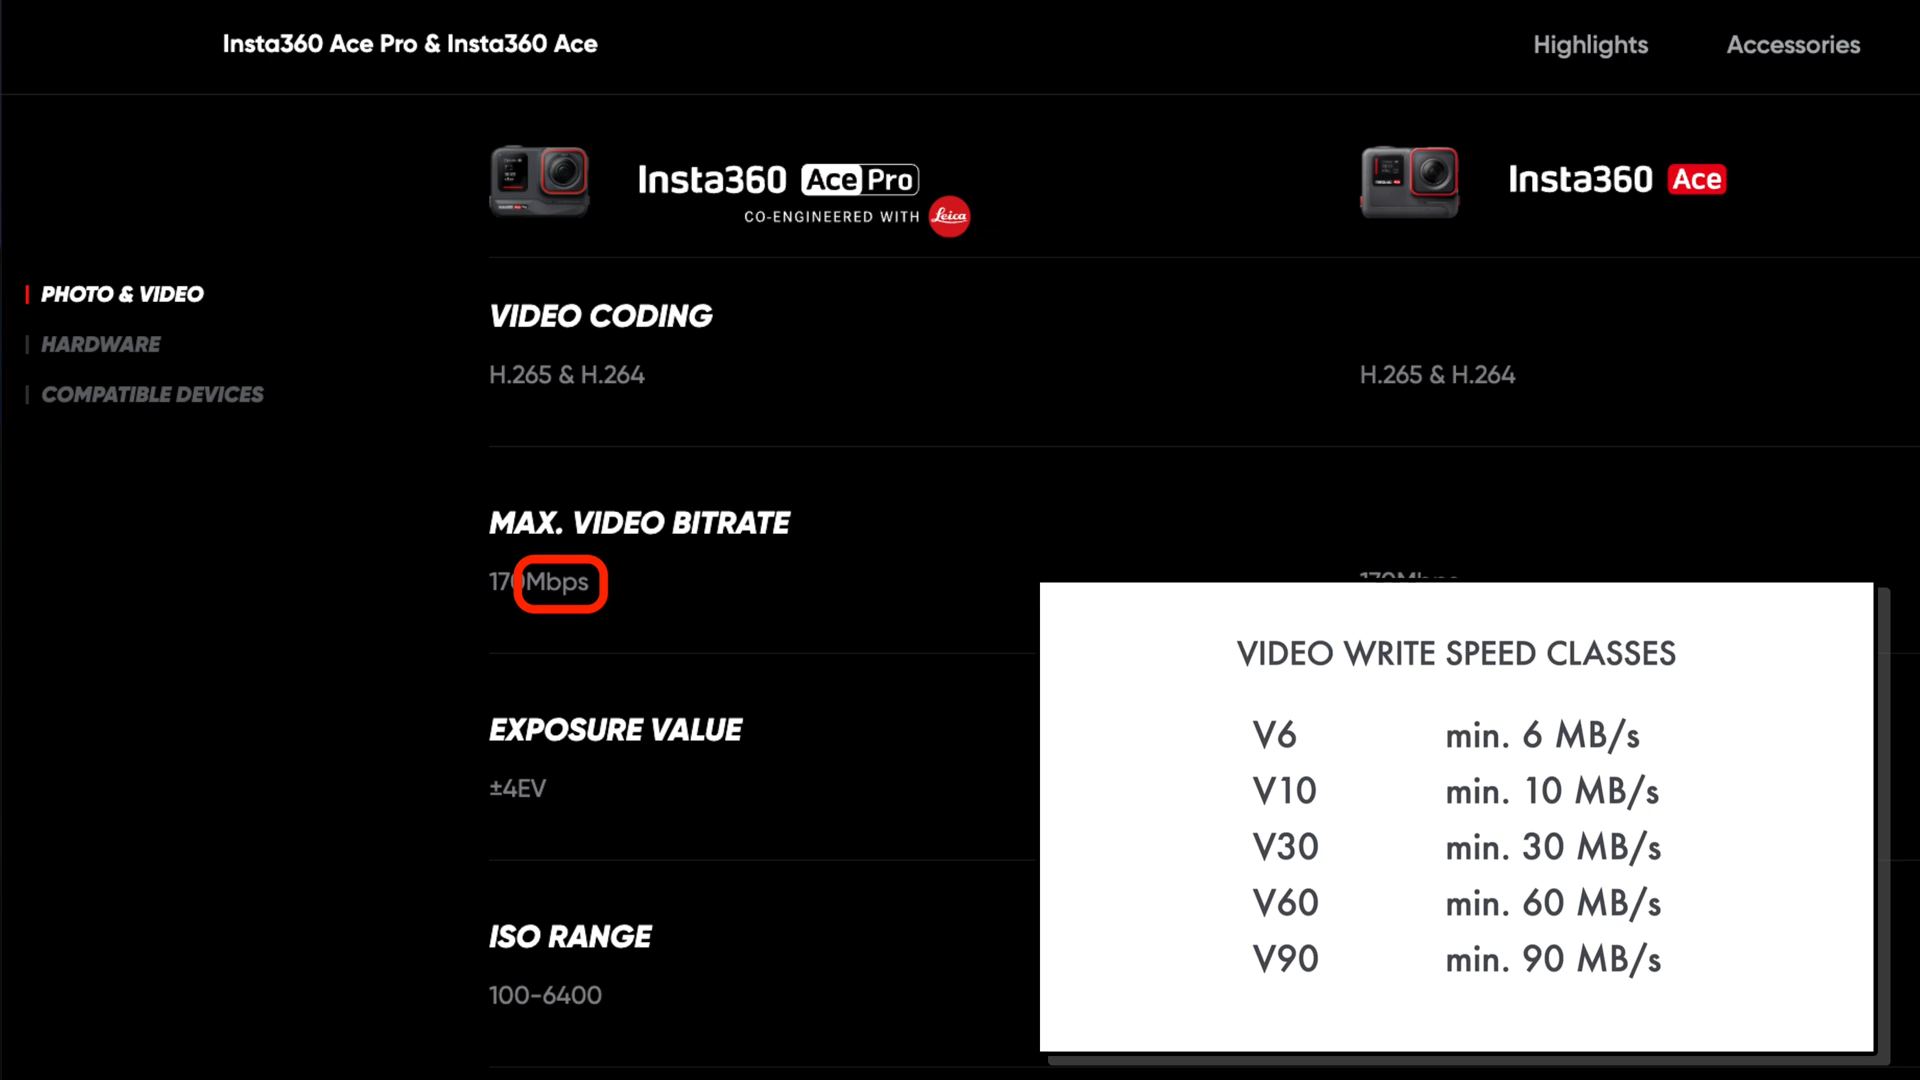 Insta360 Ace Pro & Insta360 Ace
Highlights
Accessories
Insta360 Ace Pro
CO-ENGINEERED WITH Leica
Insta360 Ace
PHOTO & VIDEO
HARDWARE
COMPATIBLE DEVICES
VIDEO CODING
H.265 & H.264
H.265 & H.264
MAX. VIDEO BITRATE
170Mbps
170Mbps
EXPOSURE VALUE
±4EV
ISO RANGE
100-6400
VIDEO WRITE SPEED CLASSES
V6 min. 6 MB/s
V10 min. 10 MB/s
V30 min. 30 MB/s
V60 min. 60 MB/s
V90 min. 90 MB/s